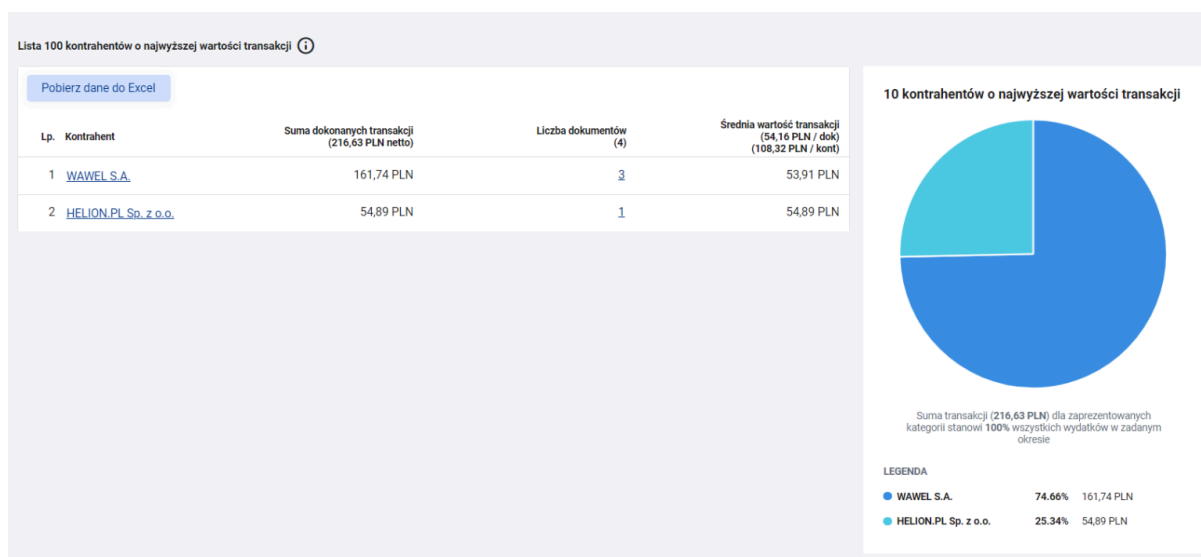 Lista 100 kontrahentów o najwyższej wartości transakcji
Pobierz dane do Excel
Lp. Kontrahent Suma dokonanych transakcji (216,63 PLN netto) Liczba dokumentów (4) Średnia wartość transakcji (54,16 PLN / dok) (108,32 PLN / kont)
1 WAWEL S.A. 161,74 PLN 3 53,91 PLN
2 HELION.PL Sp. z o.o. 54,89 PLN 1 54,89 PLN
10 kontrahentów o najwyższej wartości transakcji
Suma transakcji (216,63 PLN) dla zaprezentowanych
kategorii stanowi 100% wszystkich wydatków w zadanym
okresie
LEGENDA
WAWEL S.A. 74.66% 161,74 PLN
HELION.PL Sp. z o.o. 25.34% 54,89 PLN